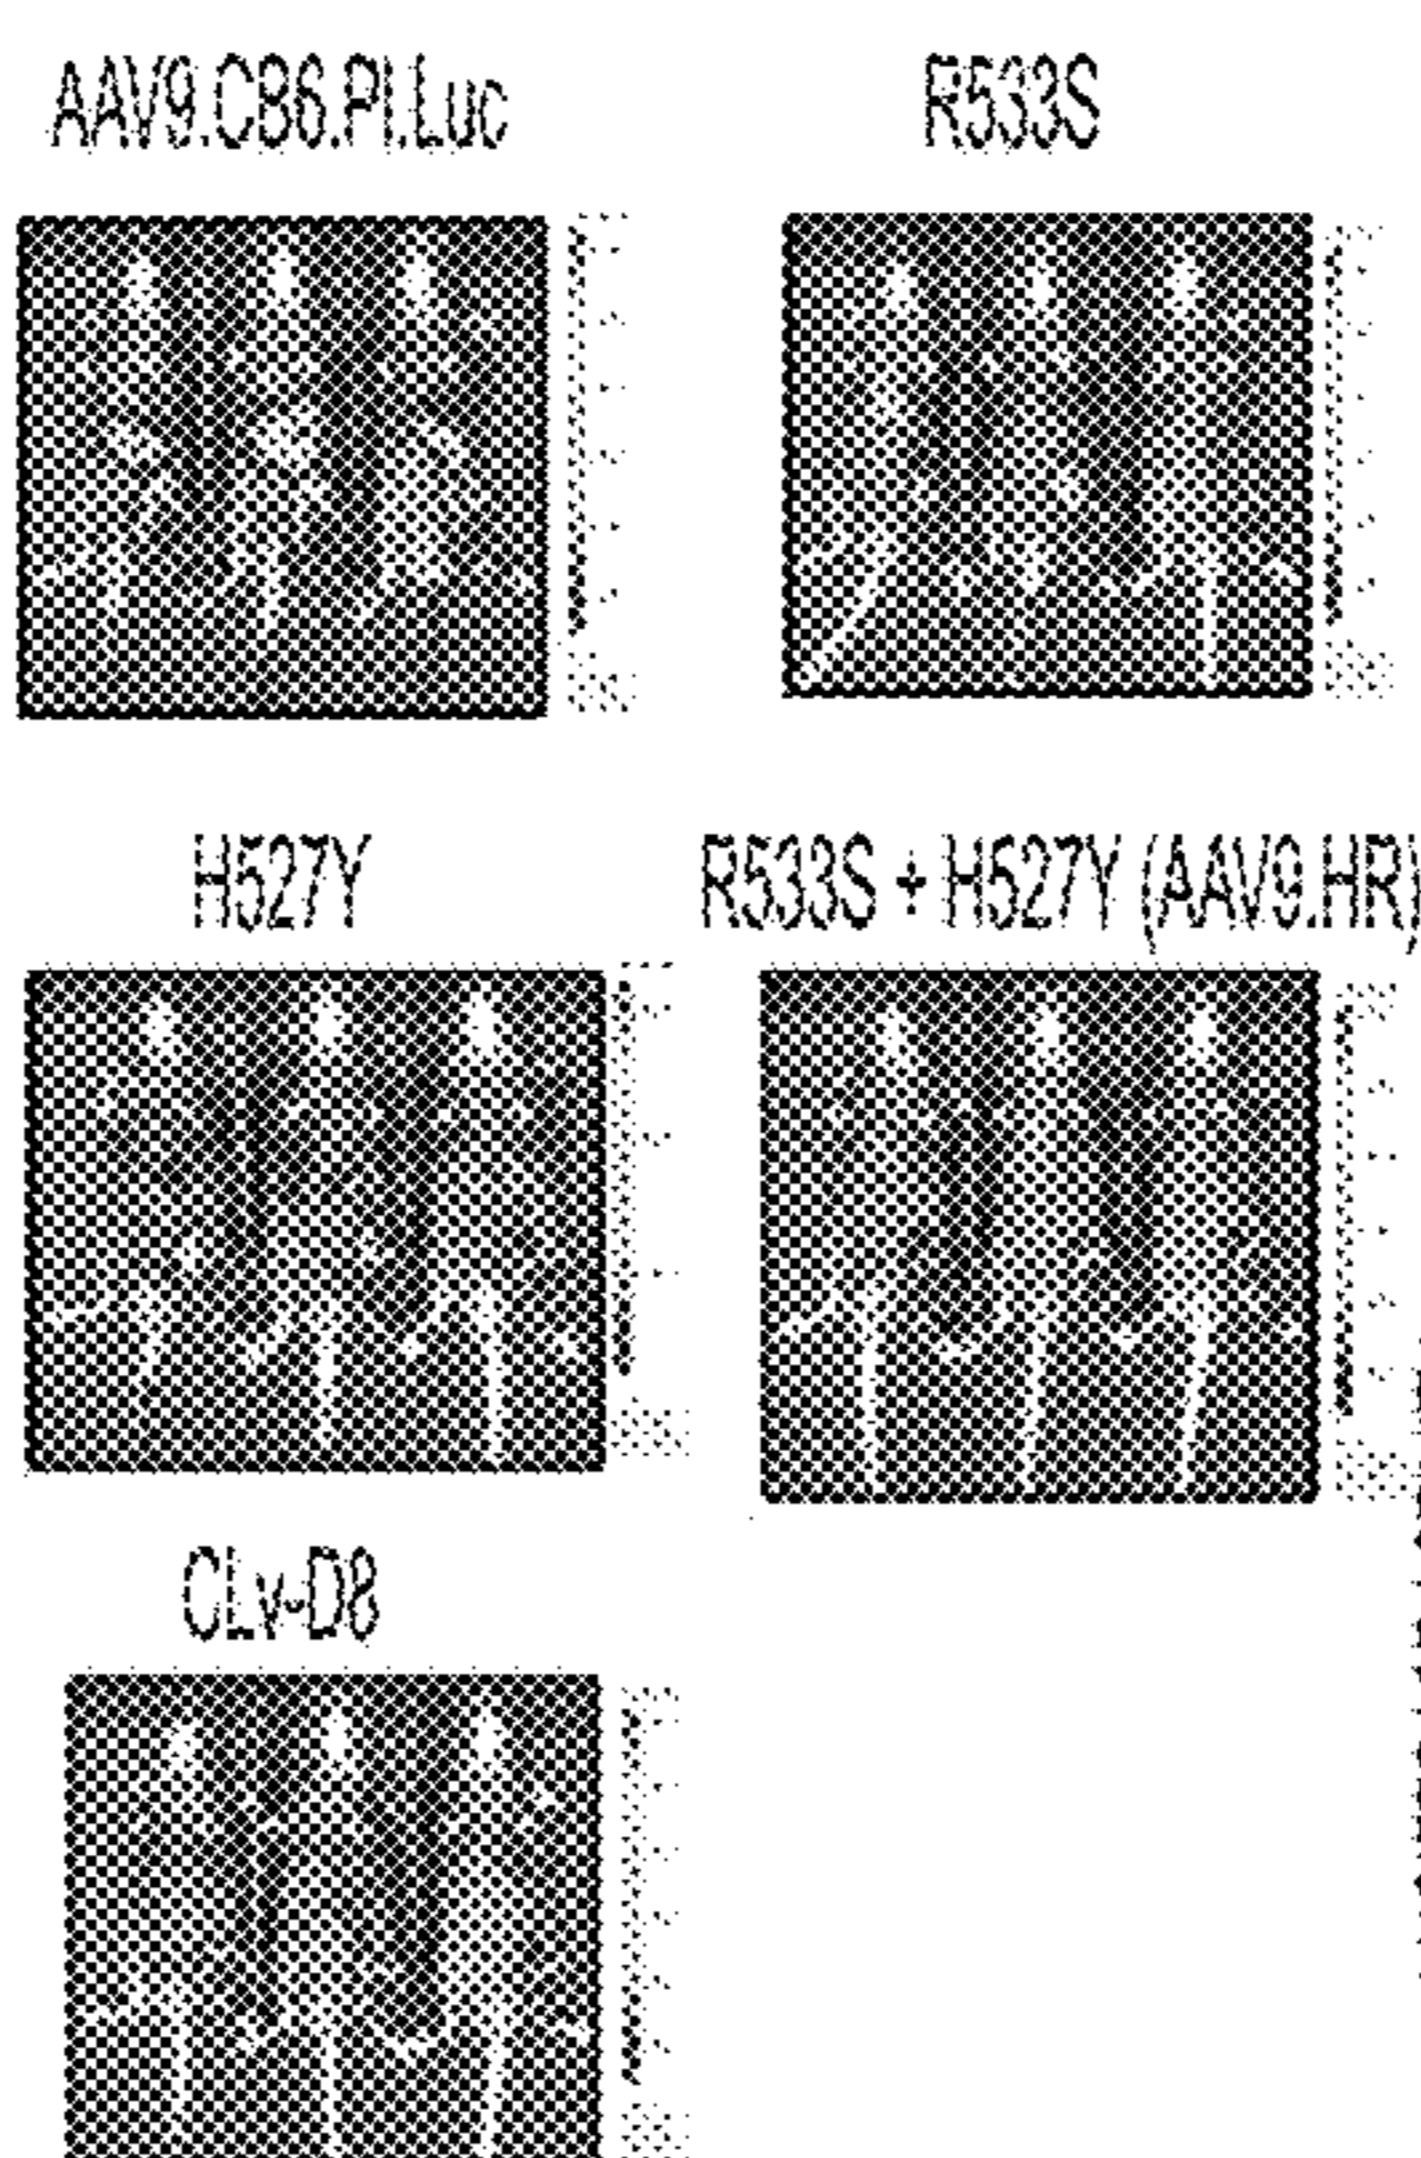 AAV9.CB6.PI.Luc
R533S
H527Y
R533S + H527Y (AAV9.HR)
CLv-D8